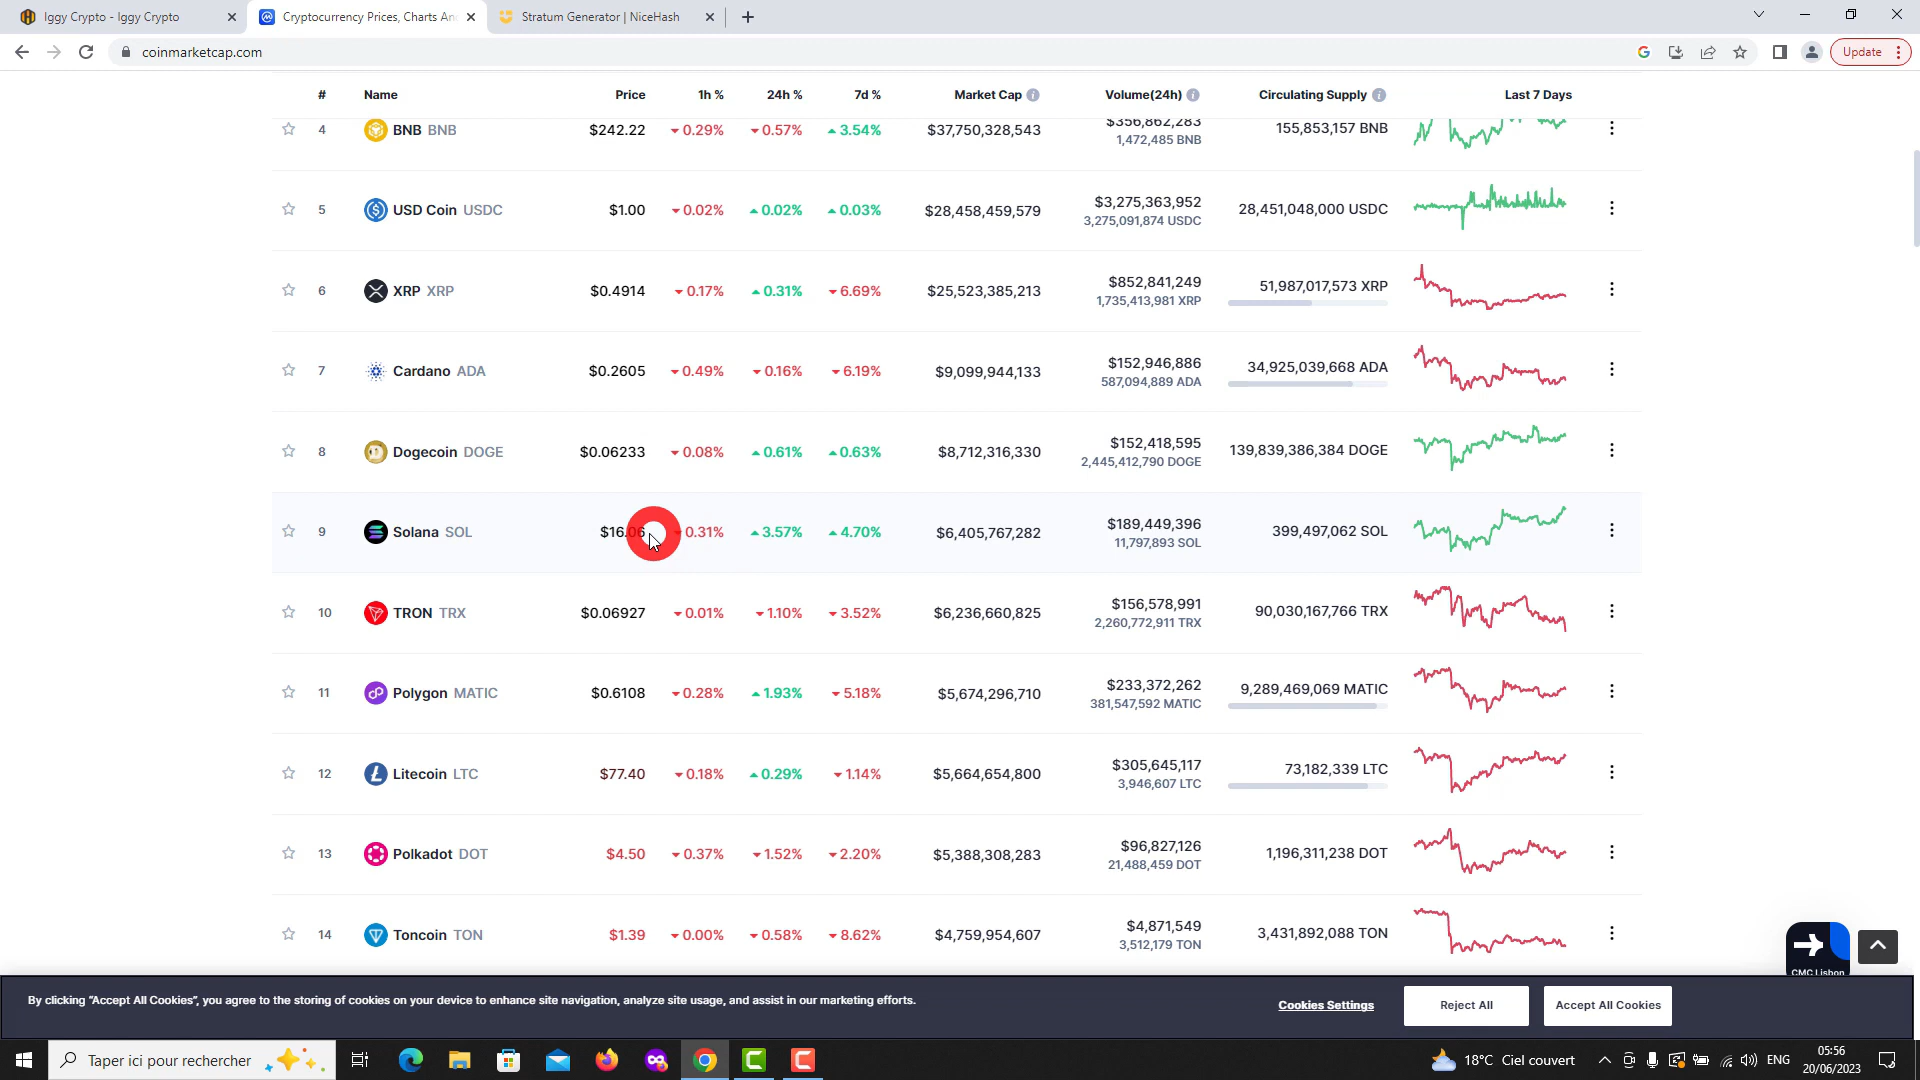 Iggy Crypto - Iggy Crypto
Cryptocurrency Prices, Charts An
Stratum Generator | NiceHash
coinmarketcap.com
Update
# Name Price 1h % 24h % 7d % Market Cap Volume(24h) Circulating Supply Last 7 Days
4 BNB BNB $242.22 0.29% 0.57% 3.54% $37,750,328,543 $356,862,283 155,853,157 BNB
1,472,485 BNB
5 USD Coin USDC $1.00 0.02% 0.02% 0.03% $28,458,459,579 $3,275,363,952 28,451,048,000 USDC
3,275,091,874 USDC
6 XRP XRP $0.4914 0.17% 0.31% 6.69% $25,523,385,213 $852,841,249 51,987,017,573 XRP
1,735,413,981 XRP
7 Cardano ADA $0.2605 0.49% 0.16% 6.19% $9,099,944,133 $152,946,886 34,925,039,668 ADA
587,094,889 ADA
8 Dogecoin DOGE $0.06233 0.08% 0.61% 0.63% $8,712,316,330 $152,418,595 139,839,386,384 DOGE
2,445,412,790 DOGE
9 Solana SOL $16.06 0.31% 3.57% 4.70% $6,405,767,282 $189,449,396 399,497,062 SOL
11,797,893 SOL
10 TRON TRX $0.06927 0.01% 1.10% 3.52% $6,236,660,825 $156,578,991 90,030,167,766 TRX
2,260,772,911 TRX
11 Polygon MATIC $0.6108 0.28% 1.93% 5.18% $5,674,296,710 $233,372,262 9,289,469,069 MATIC
381,547,592 MATIC
12 Litecoin LTC $77.40 0.18% 0.29% 1.14% $5,664,654,800 $305,645,117 73,182,339 LTC
3,946,607 LTC
13 Polkadot DOT $4.50 0.37% 1.52% 2.20% $5,388,308,283 $96,827,126 1,196,311,238 DOT
21,488,459 DOT
14 Toncoin TON $1.39 0.00% 0.58% 8.62% $4,759,954,607 $4,871,549 3,431,892,088 TON
3,512,179 TON
CMC Lisbon
By clicking “Accept All Cookies”, you agree to the storing of cookies on your device to enhance site navigation, analyze site usage, and assist in our marketing efforts.
Cookies Settings
Reject All
Accept All Cookies
Taper ici pour rechercher
18°C Ciel couvert
ENG
05:56
20/06/2023